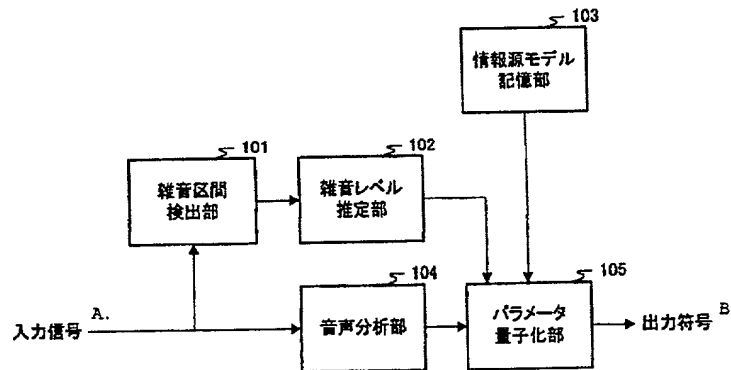 103
情報源モデル
記憶部
101
雑音区間
検出部
102
雑音レベル
推定部
104
音声分析部
105
パラメータ
量子化部
入力信号 A.
出力符号 B